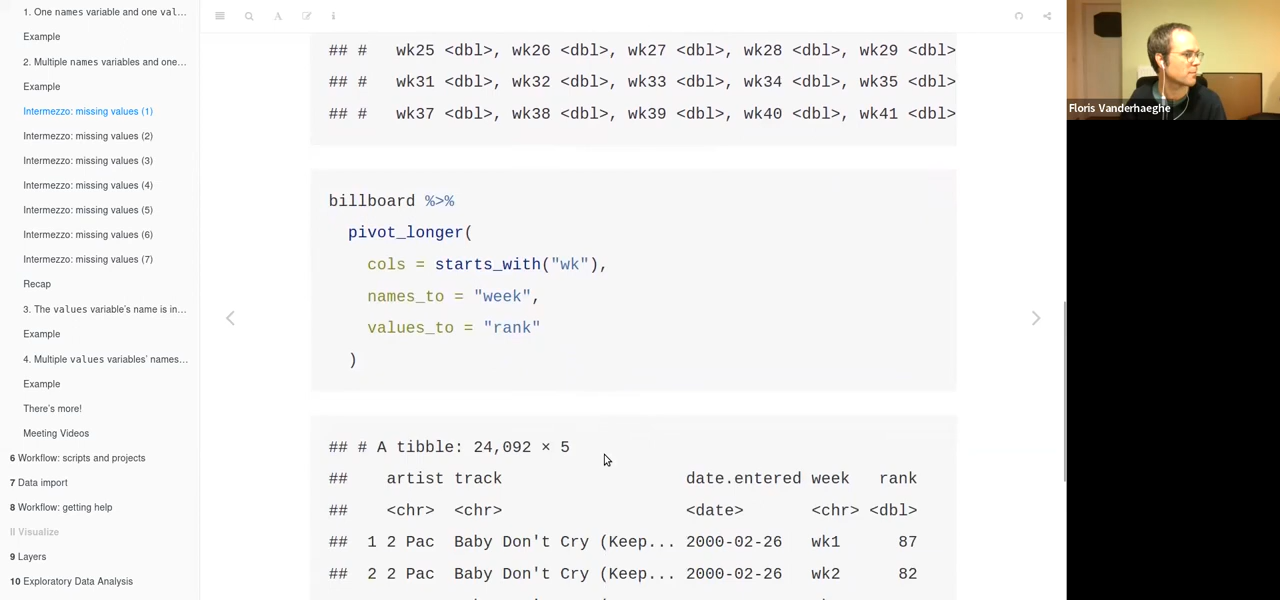 1. One names variable and one val...
Example
2. Multiple names variables and one...
Example
Intermezzo: missing values (1)
Intermezzo: missing values (2)
Intermezzo: missing values (3)
Intermezzo: missing values (4)
Intermezzo: missing values (5)
Intermezzo: missing values (6)
Intermezzo: missing values (7)
Recap
3. The values variable's name is in...
Example
4. Multiple values variables' names...
Example
There's more!
Meeting Videos
6 Workflow: scripts and projects
7 Data import
8 Workflow: getting help
II Visualize
9 Layers
10 Exploratory Data Analysis
## #   wk25 <dbl>, wk26 <dbl>, wk27 <dbl>, wk28 <dbl>, wk29 <dbl>
## #   wk31 <dbl>, wk32 <dbl>, wk33 <dbl>, wk34 <dbl>, wk35 <dbl>
## #   wk37 <dbl>, wk38 <dbl>, wk39 <dbl>, wk40 <dbl>, wk41 <dbl>
billboard %>%
  pivot_longer(
    cols = starts_with("wk"),
    names_to = "week",
    values_to = "rank"
  )
## # A tibble: 24,092 × 5
##    artist track                   date.entered week   rank
##    <chr>  <chr>                   <date>       <chr> <dbl>
##  1 2 Pac  Baby Don't Cry (Keep... 2000-02-26   wk1      87
##  2 2 Pac  Baby Don't Cry (Keep... 2000-02-26   wk2      82
Floris Vanderhaeghe